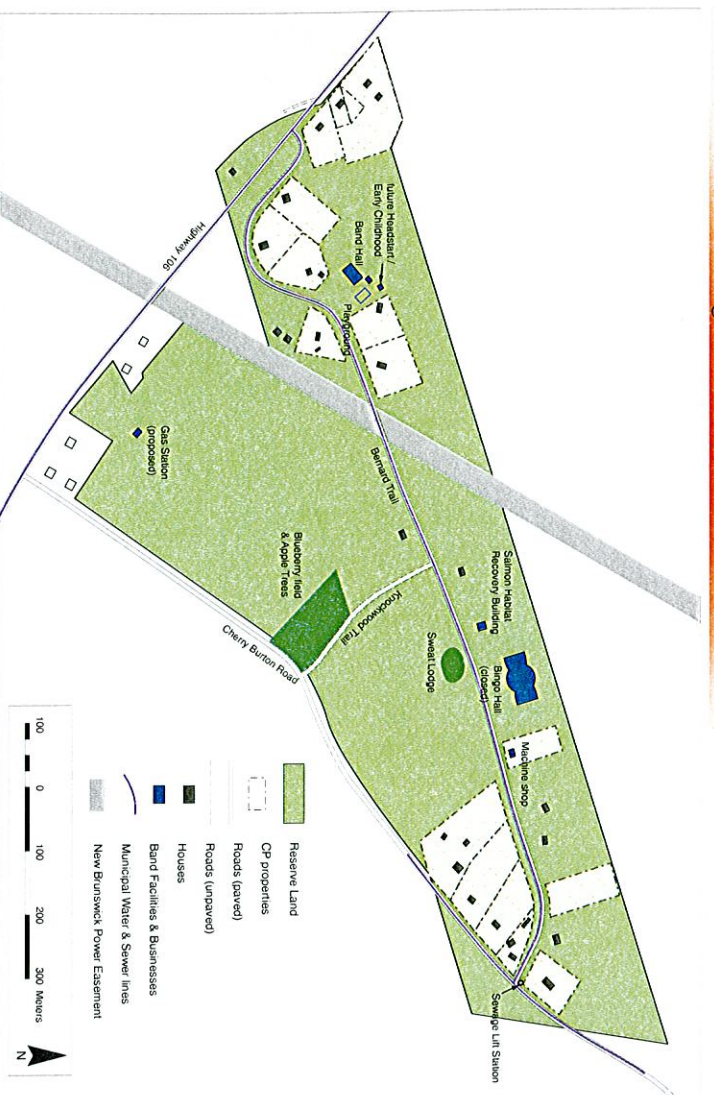 future Headstart /
Early Childhood
Band Hall
Playground
Highway 106
Gas Station
(proposed)
Bernard Trail
Salmon Habitat
Recovery Building
Bingo Hall
(closed)
Sweat Lodge
Knockwood Trail
Blueberry field
& Apple Trees
Cherry Burton Road
Machine shop
Sewage Lift Station
Reserve Land
CP properties
Roads (paved)
Roads (unpaved)
Houses
Band Facilities & Businesses
Municipal Water & Sewer lines
New Brunswick Power Easement
100 0 100 200 300 Meters
N